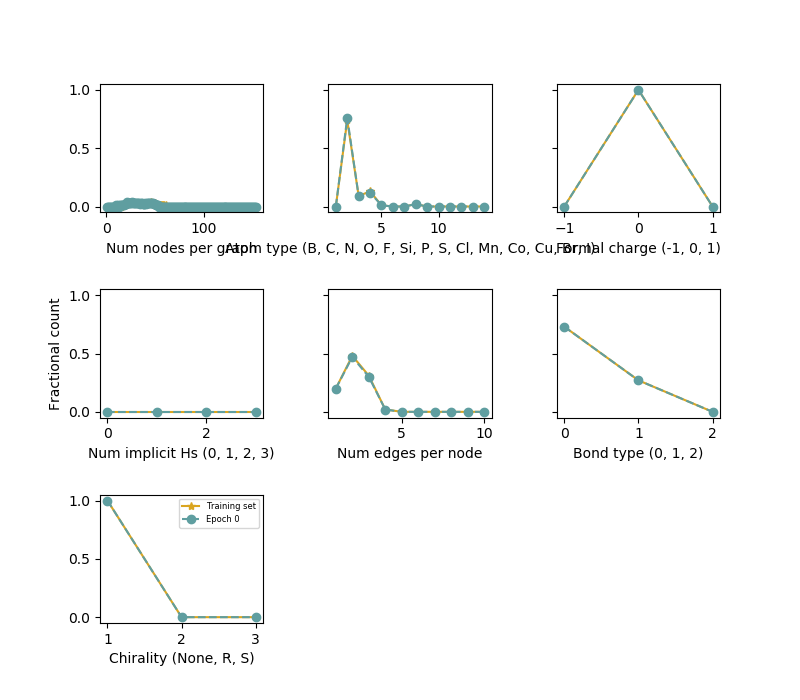 1.0
0.5
0.0
0 100
5 10
−1 0 1
Num nodes per graph
Atom type (B, C, N, O, F, Si, P, S, Cl, Mn, Co, Cu, Br, I)
Formal charge (-1, 0, 1)
Fractional count
1.0
0.5
0.0
0 2
5 10
0 1 2
Num implicit Hs (0, 1, 2, 3)
Num edges per node
Bond type (0, 1, 2)
1.0
0.5
0.0
Training set
Epoch 0
1 2 3
Chirality (None, R, S)